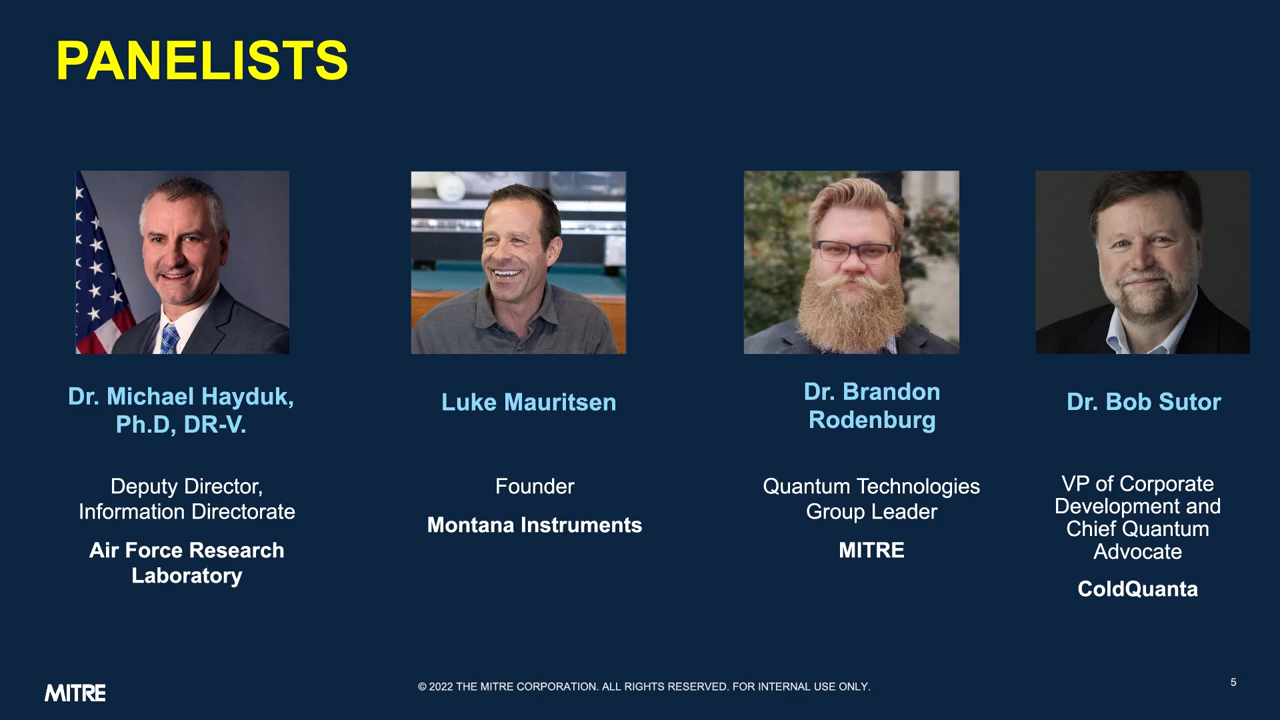 PANELISTS
Dr. Michael Hayduk,
Ph.D, DR-V.
Deputy Director,
Information Directorate
Air Force Research
Laboratory
Luke Mauritsen
Founder
Montana Instruments
Dr. Brandon
Rodenburg
Quantum Technologies
Group Leader
MITRE
Dr. Bob Sutor
VP of Corporate
Development and
Chief Quantum
Advocate
ColdQuanta
MITRE
© 2022 THE MITRE CORPORATION. ALL RIGHTS RESERVED. FOR INTERNAL USE ONLY.
5